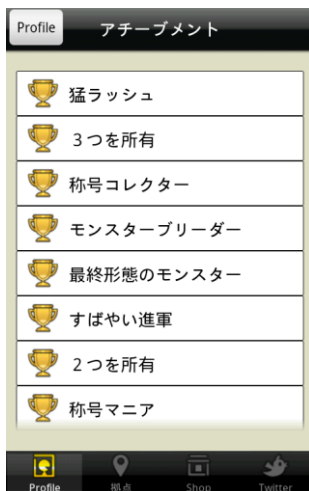 Profile
アチーブメント
猛ラッシュ
３つを所有
称号コレクター
モンスターブリーダー
最終形態のモンスター
すばやい進軍
２つを所有
称号マニア
Profile
拠点
Shop
Twitter